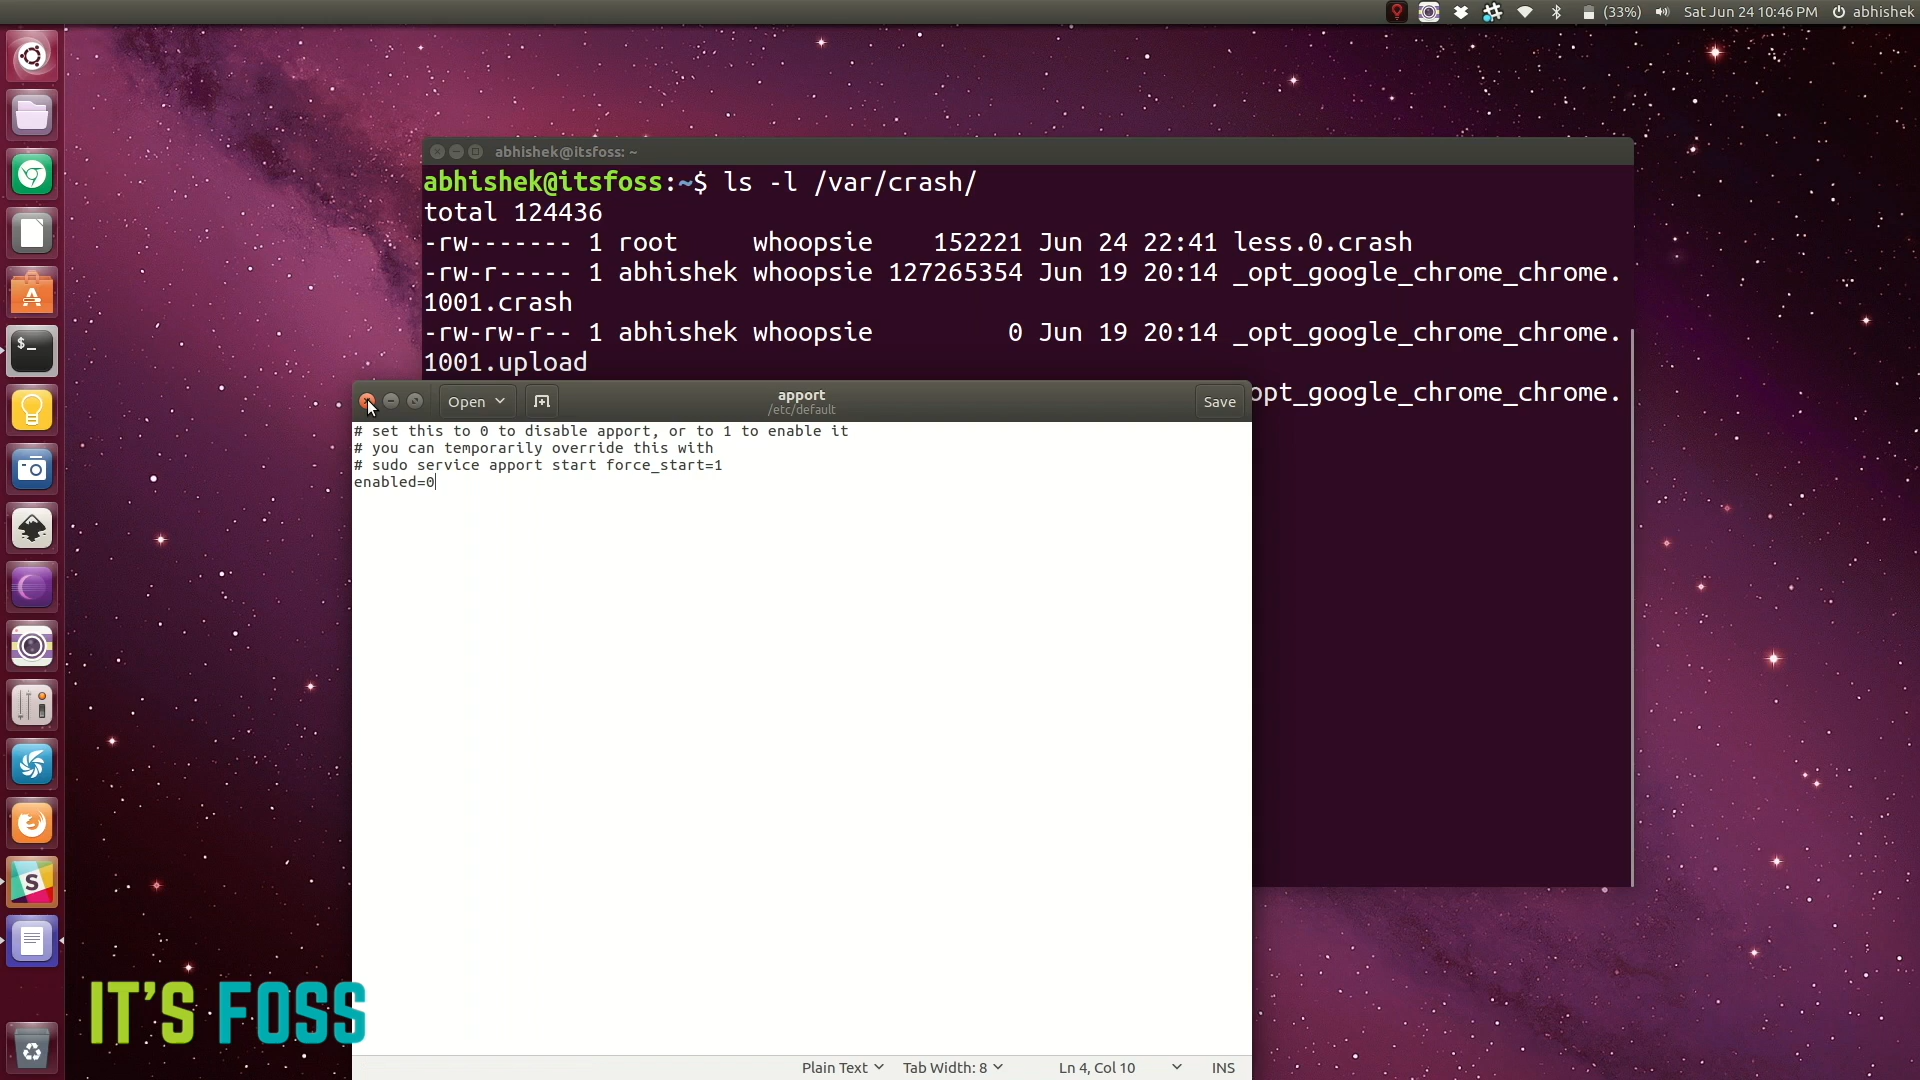 (33%) Sat Jun 24 10:46 PM abhishek
abhishek@itsfoss: ~
abhishek@itsfoss:~$ ls -l /var/crash/
total 124436
-rw------- 1 root     whoopsie    152221 Jun 24 22:41 less.0.crash
-rw-r----- 1 abhishek whoopsie 127265354 Jun 19 20:14 _opt_google_chrome_chrome.
1001.crash
-rw-rw-r-- 1 abhishek whoopsie         0 Jun 19 20:14 _opt_google_chrome_chrome.
1001.upload
opt_google_chrome_chrome.
Open
apport
/etc/default
Save
# set this to 0 to disable apport, or to 1 to enable it
# you can temporarily override this with
# sudo service apport start force_start=1
enabled=0
IT'S FOSS
Plain Text Tab Width: 8 Ln 4, Col 10 INS